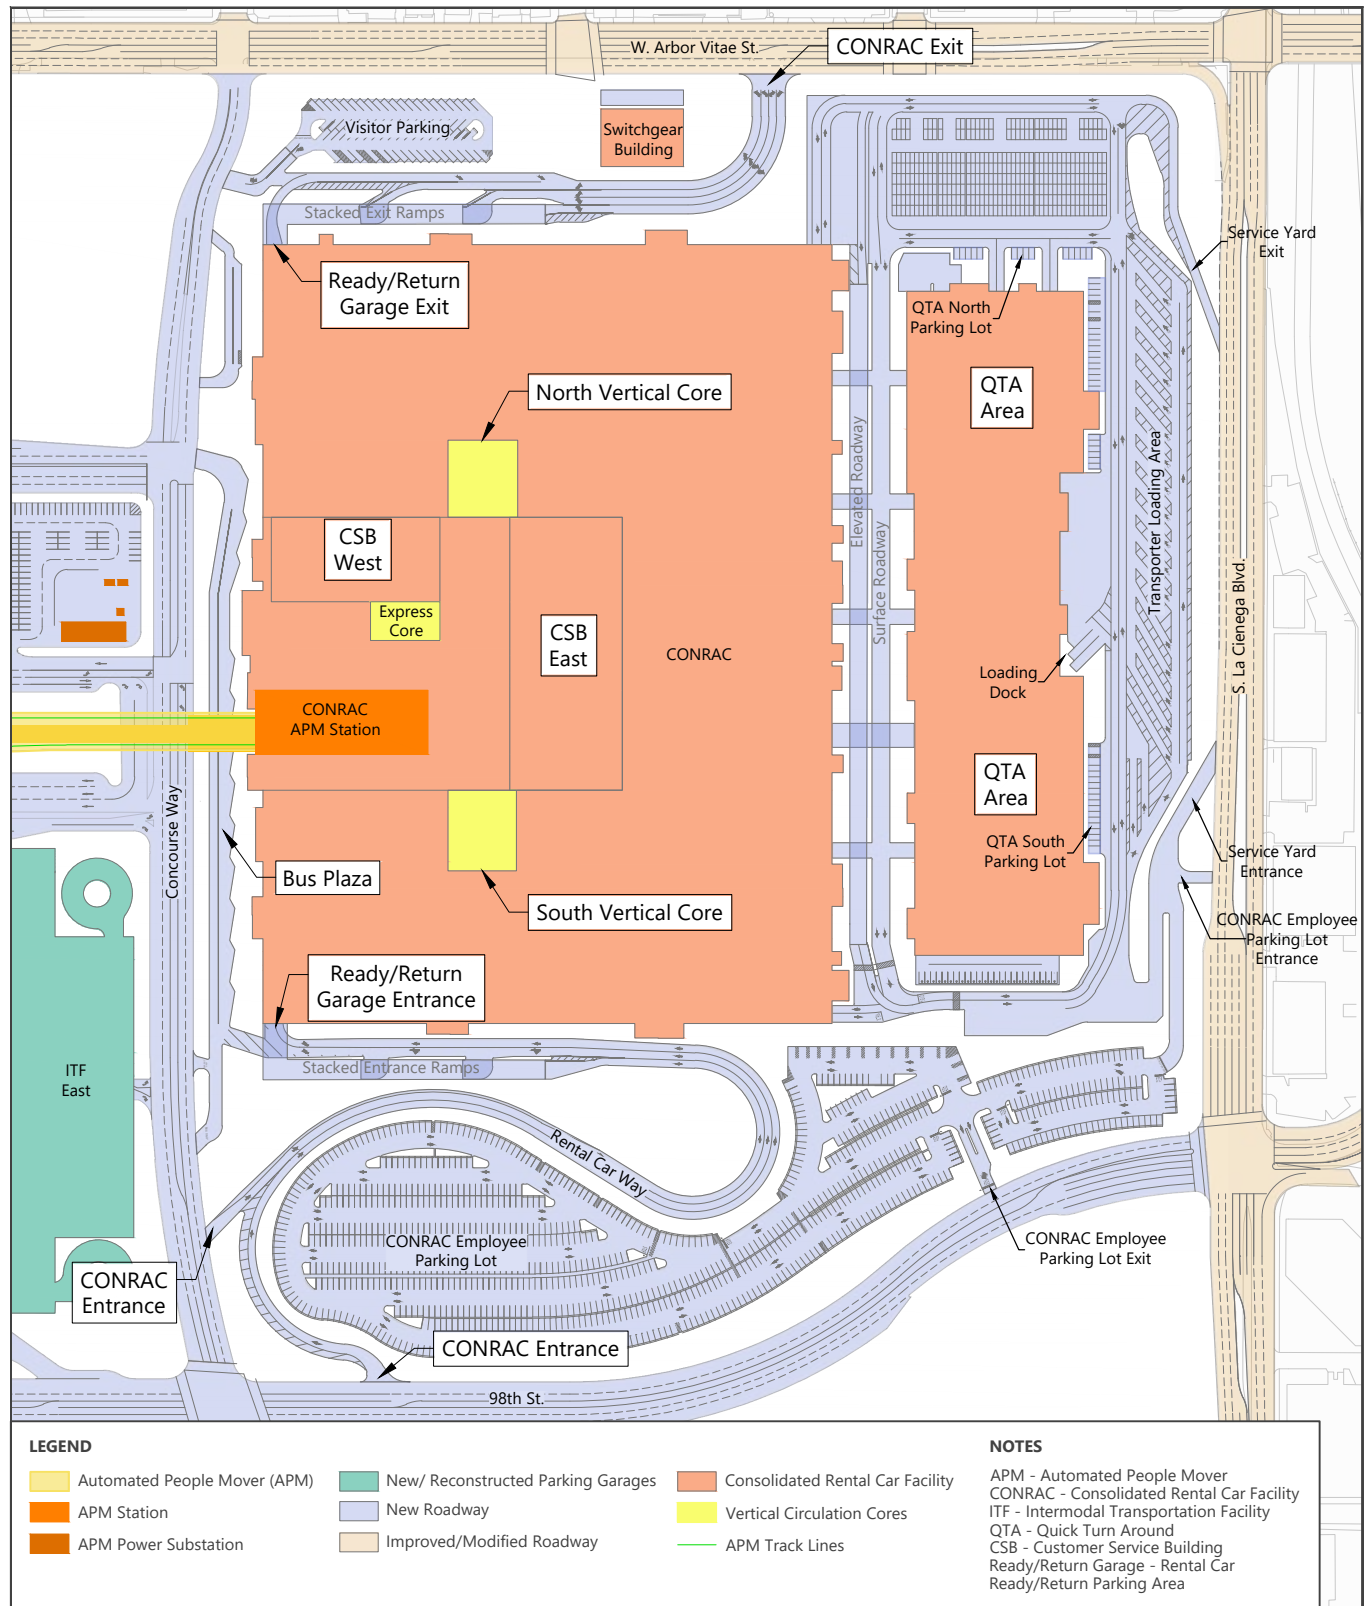 W. Arbor Vitae St.
CONRAC Exit
Visitor Parking
Switchgear
Building
Stacked Exit Ramps
Service Yard
Exit
Ready/Return
Garage Exit
QTA North
Parking Lot
North Vertical Core
QTA
Area
Elevated Roadway
Surface Roadway
Transporter Loading Area
S. La Cienega Blvd.
CSB
West
Express
Core
CSB
East
CONRAC
Loading
Dock
CONRAC
APM Station
QTA
Area
Concourse Way
QTA South
Parking Lot
Service Yard
Entrance
Bus Plaza
South Vertical Core
CONRAC Employee
Parking Lot
Entrance
Ready/Return
Garage Entrance
ITF
East
Stacked Entrance Ramps
Rental Car Way
CONRAC Employee
Parking Lot
CONRAC Employee
Parking Lot Exit
CONRAC
Entrance
CONRAC Entrance
98th St.
LEGEND
Automated People Mover (APM)
APM Station
APM Power Substation
New/ Reconstructed Parking Garages
New Roadway
Improved/Modified Roadway
Consolidated Rental Car Facility
Vertical Circulation Cores
APM Track Lines
NOTES
APM - Automated People Mover
CONRAC - Consolidated Rental Car Facility
ITF - Intermodal Transportation Facility
QTA - Quick Turn Around
CSB - Customer Service Building
Ready/Return Garage - Rental Car
Ready/Return Parking Area